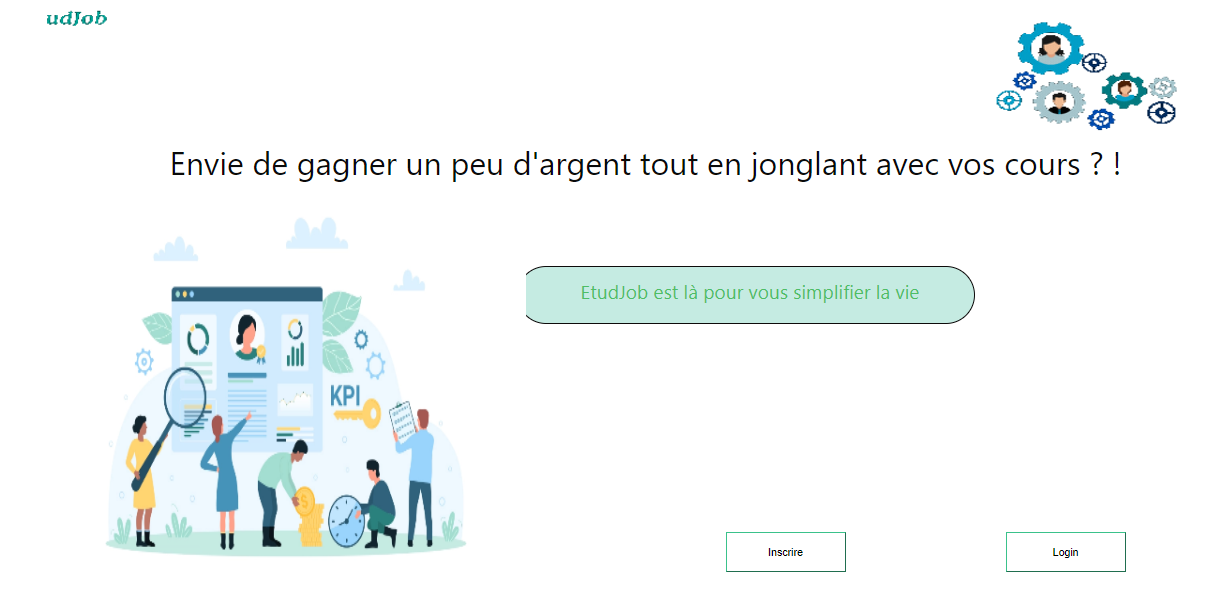 udJob
Envie de gagner un peu d'argent tout en jonglant avec vos cours ? !
EtudJob est là pour vous simplifier la vie
KPI
Inscrire
Login